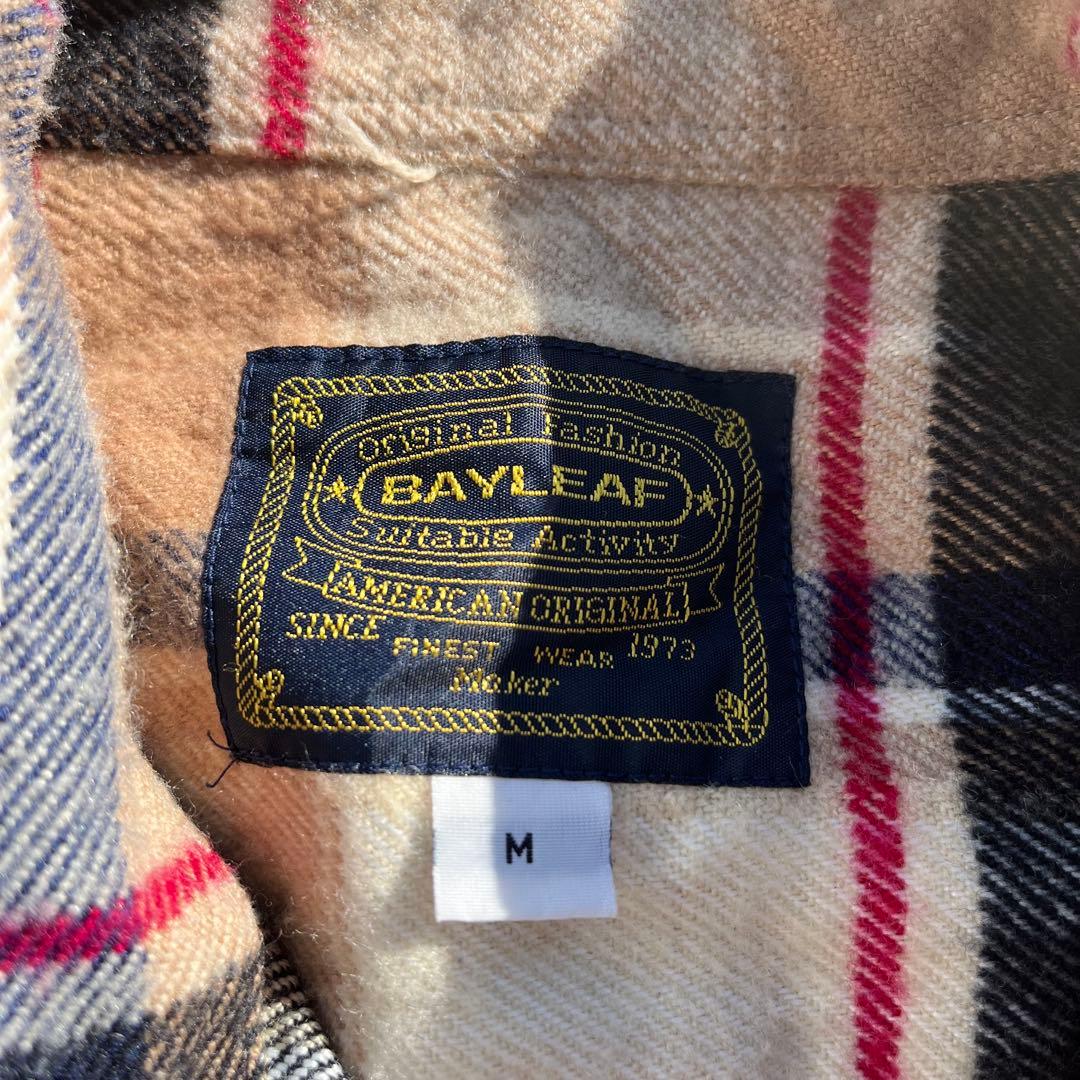 Original Fashion
BAYLEAF
Suitable Activity
AMERICAN ORIGINAL
SINCE 1973
FINEST WEAR
Maker
M